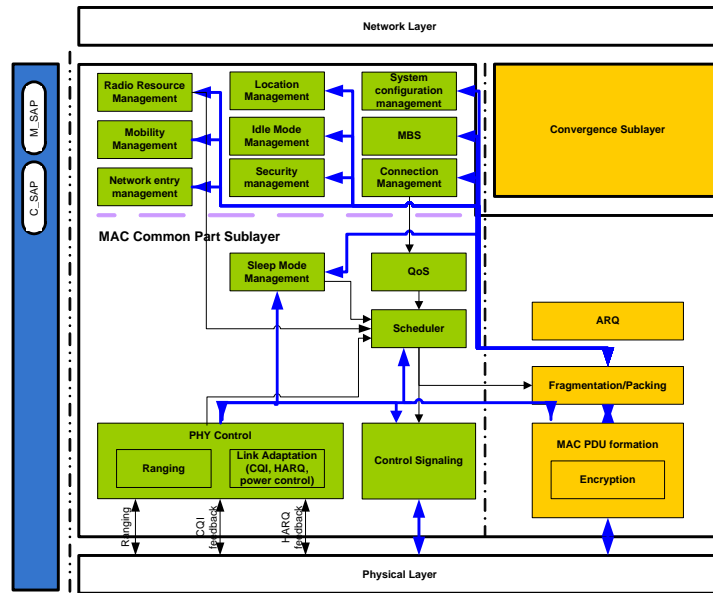 Network Layer
M_SAP
C_SAP
Radio Resource
Management
Location
Management
System
configuration
management
Mobility
Management
Idle Mode
Management
MBS
Network entry
management
Security
management
Connection
Management
Convergence Sublayer
MAC Common Part Sublayer
Sleep Mode
Management
QoS
Scheduler
ARQ
Fragmentation/Packing
PHY Control
Ranging
Link Adaptation
(CQI, HARQ,
power control)
Control Signaling
MAC PDU formation
Encryption
Ranging
CQI
feedback
HARQ
feedback
Physical Layer